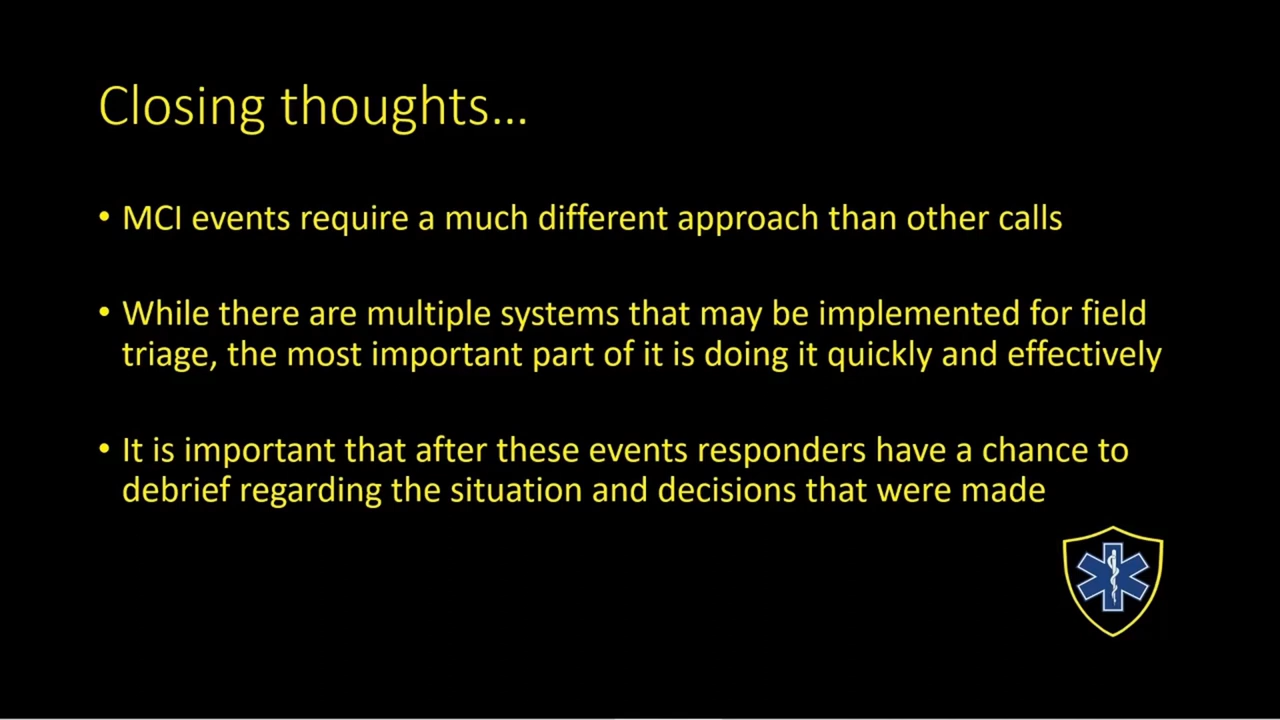 Closing thoughts...
• MCI events require a much different approach than other calls
• While there are multiple systems that may be implemented for field
triage, the most important part of it is doing it quickly and effectively
• It is important that after these events responders have a chance to
debrief regarding the situation and decisions that were made